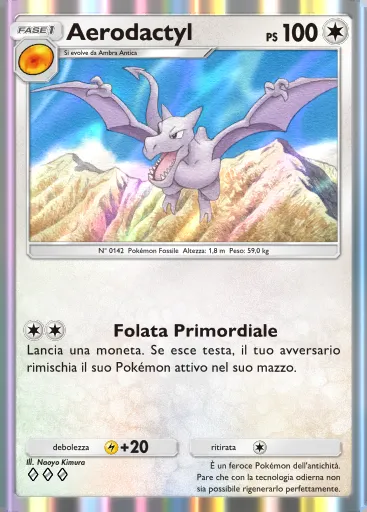 FASE 1
Aerodactyl
PS 100
Si evolve da Ambra Antica
N° 0142 Pokémon Fossile Altezza: 1,8 m Peso: 59,0 kg
Folata Primordiale
Lancia una moneta. Se esce testa, il tuo avversario
rimischia il suo Pokémon attivo nel suo mazzo.
debolezza +20
ritirata
Ill. Naoyo Kimura
È un feroce Pokémon dell'antichità.
Pare che con la tecnologia odierna non
sia possibile rigenerarlo perfettamente.